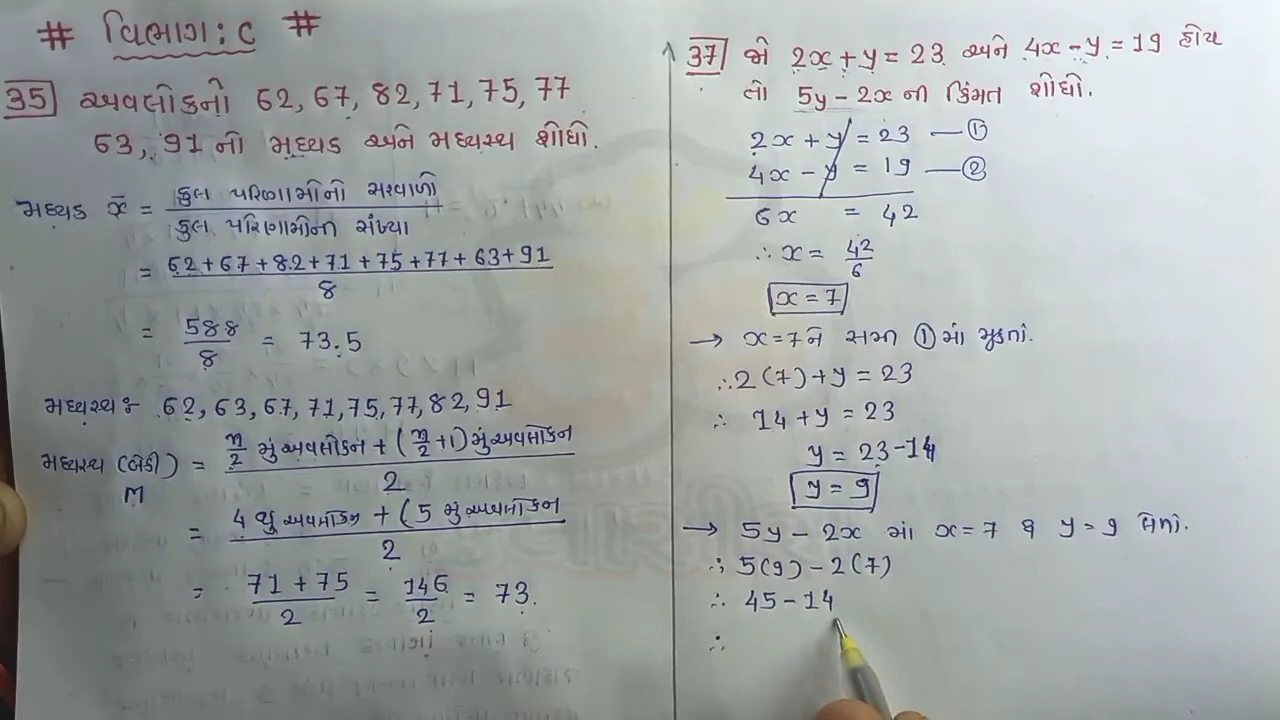 # વિભાગ : C #
35 અવલોકનો 62, 67, 82, 71, 75, 77
63, 91 નો મધ્યક અને મધ્યસ્થ શોધો.
મધ્યક x̄ = કુલ પરિણામોનો સરવાળો
કુલ પરિણામોની સંખ્યા
= 62+67+82+71+75+77+63+91
8
= 588/8 = 73.5
મધ્યસ્થ ઃ 62, 63, 67, 71, 75, 77, 82, 91
મધ્યસ્થ (બેકી) = n/2 મું અવલોકન + (n/2 +1) મું અવલોકન
M 2
= 4 થુ અવલોકન + (5 મું અવલોકન
2
= 71 + 75/2 = 146/2 = 73.
37 જો 2x + y = 23 અને 4x - y = 19 હોય
તો 5y - 2x ની કિંમત શોધો.
2x + y = 23 — ①
4x - y = 19 — ②
6x = 42
∴ x = 42/6
x = 7
→ x=7 ને સમી ① માં મુકતાં.
∴ 2(7) + y = 23
∴ 14 + y = 23
y = 23 - 14
y = 9
→ 5y - 2x માં x = 7 y = 9 લેતાં.
∴ 5(9) - 2(7)
∴ 45 - 14
∴